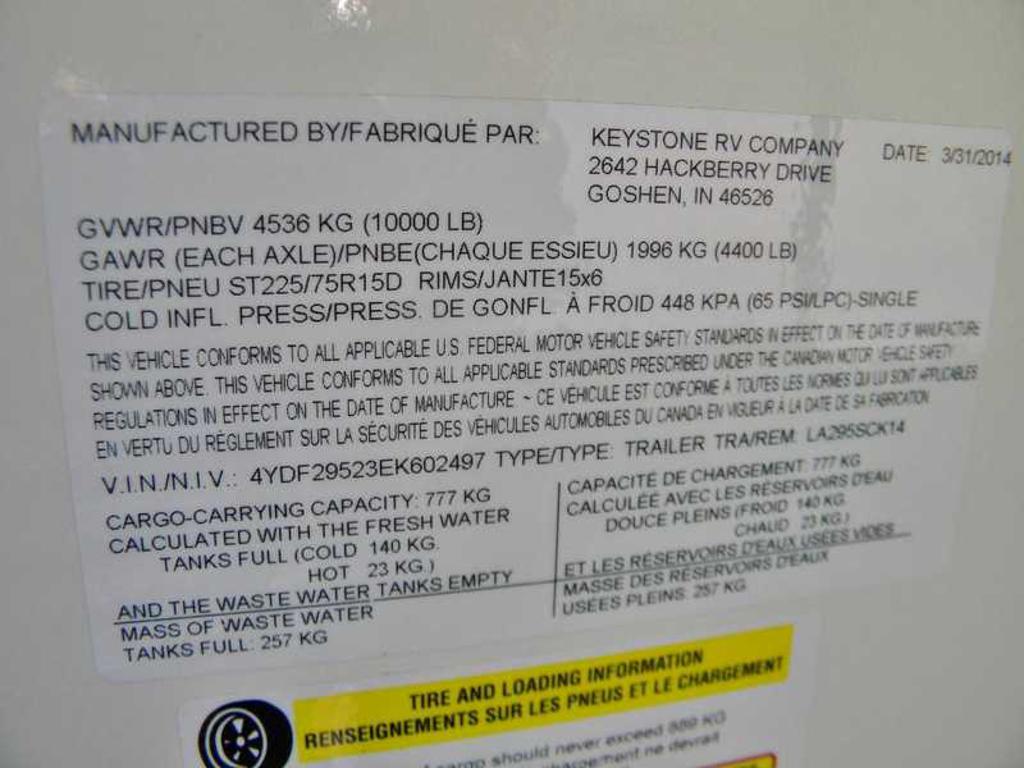 MANUFACTURED BY/FABRIQUÉ PAR: KEYSTONE RV COMPANY DATE: 3/31/2014
2642 HACKBERRY DRIVE
GOSHEN, IN 46526
GVWR/PNBV 4536 KG (10000 LB)
GAWR (EACH AXLE)/PNBE(CHAQUE ESSIEU) 1996 KG (4400 LB)
TIRE/PNEU ST225/75R15D RIMS/JANTE15x6
COLD INFL. PRESS/PRESS. DE GONFL. À FROID 448 KPA (65 PSI/LPC)-SINGLE
THIS VEHICLE CONFORMS TO ALL APPLICABLE U.S. FEDERAL MOTOR VEHICLE SAFETY STANDARDS IN EFFECT ON THE DATE OF MANUFACTURE
SHOWN ABOVE. THIS VEHICLE CONFORMS TO ALL APPLICABLE STANDARDS PRESCRIBED UNDER THE CANADIAN MOTOR VEHICLE SAFETY
REGULATIONS IN EFFECT ON THE DATE OF MANUFACTURE ~ CE VÉHICULE EST CONFORME À TOUTES LES NORMES QUI LUI SONT APPLICABLES
EN VERTU DU RÈGLEMENT SUR LA SÉCURITÉ DES VÉHICULES AUTOMOBILES DU CANADA EN VIGUEUR À LA DATE DE SA FABRICATION
V.I.N./N.I.V.: 4YDF29523EK602497 TYPE/TYPE: TRAILER TRA/REM LA295SCK14
CARGO-CARRYING CAPACITY: 777 KG
CALCULATED WITH THE FRESH WATER
TANKS FULL (COLD 140 KG.
HOT 23 KG.)
AND THE WASTE WATER TANKS EMPTY
MASS OF WASTE WATER
TANKS FULL: 257 KG
CAPACITÉ DE CHARGEMENT: 777 KG
CALCULÉE AVEC LES RÉSERVOIRS D'EAU
DOUCE PLEINS (FROID 140 KG.
CHAUD 23 KG.)
ET LES RÉSERVOIRS D'EAUX USÉES VIDES
MASSE DES RÉSERVOIRS D'EAUX
USÉES PLEINS: 257 KG
TIRE AND LOADING INFORMATION
RENSEIGNEMENTS SUR LES PNEUS ET LE CHARGEMENT
cargo should never exceed 889 KG
chargement ne devrait